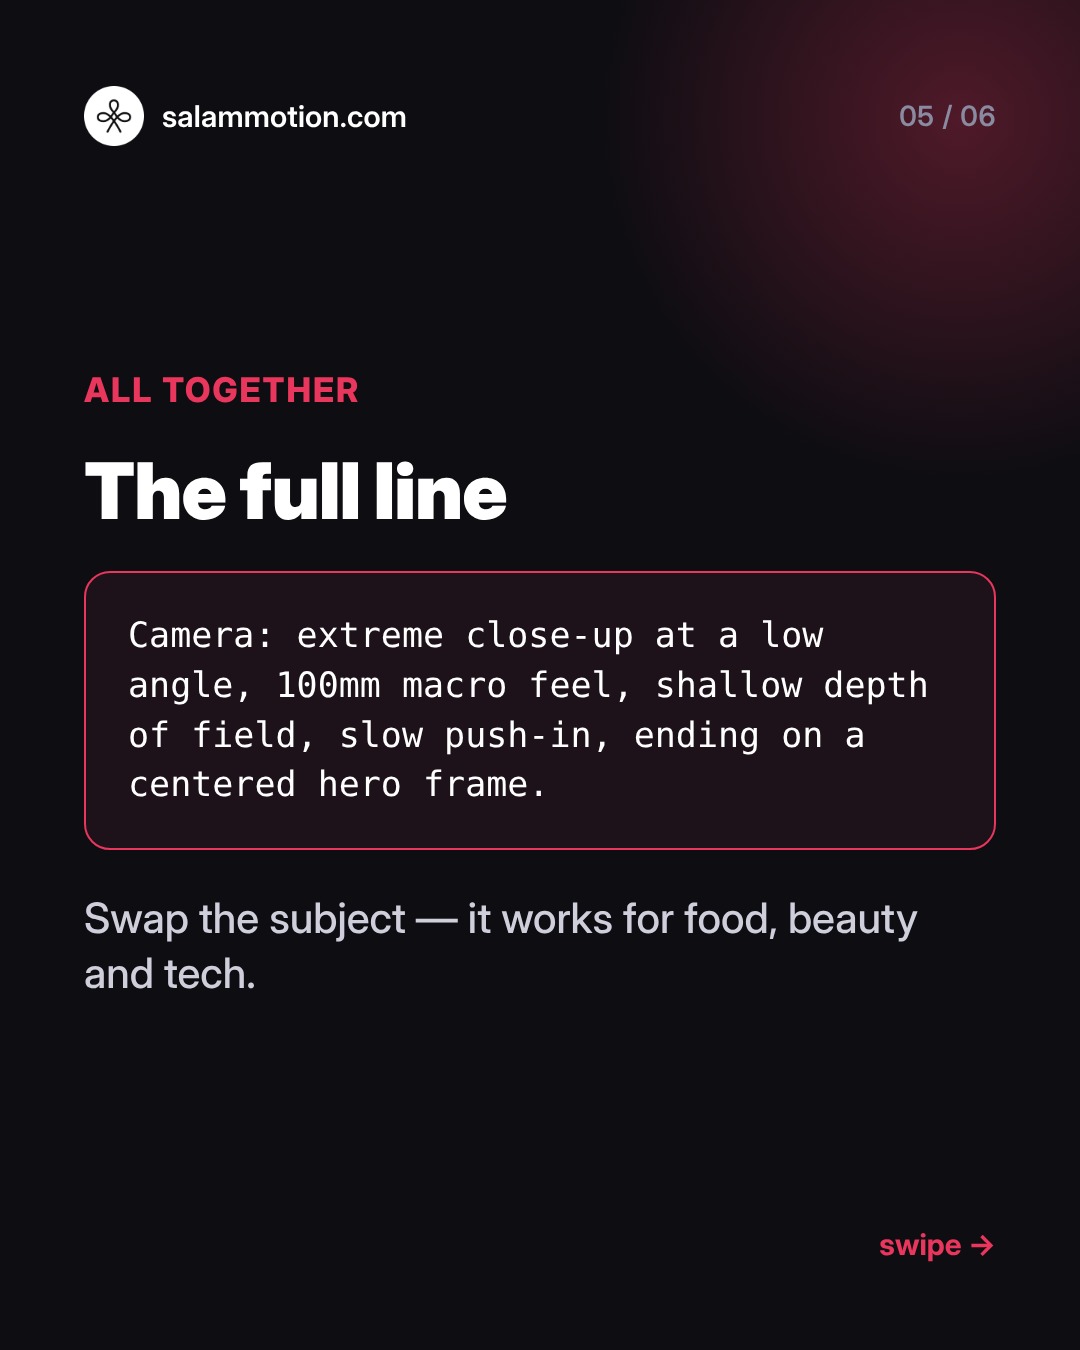 salammotion.com
05 / 06
ALL TOGETHER
The full line
Camera: extreme close-up at a low
angle, 100mm macro feel, shallow depth
of field, slow push-in, ending on a
centered hero frame.
Swap the subject — it works for food, beauty
and tech.
swipe →